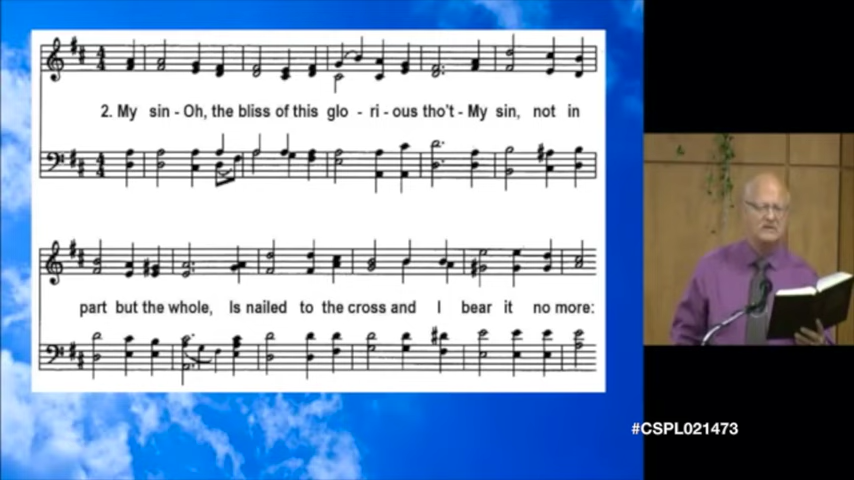 2. My sin - Oh, the bliss of this glo - ri - ous tho't - My sin, not in
part but the whole, Is nailed to the cross and I bear it no more:
#CSPL021473